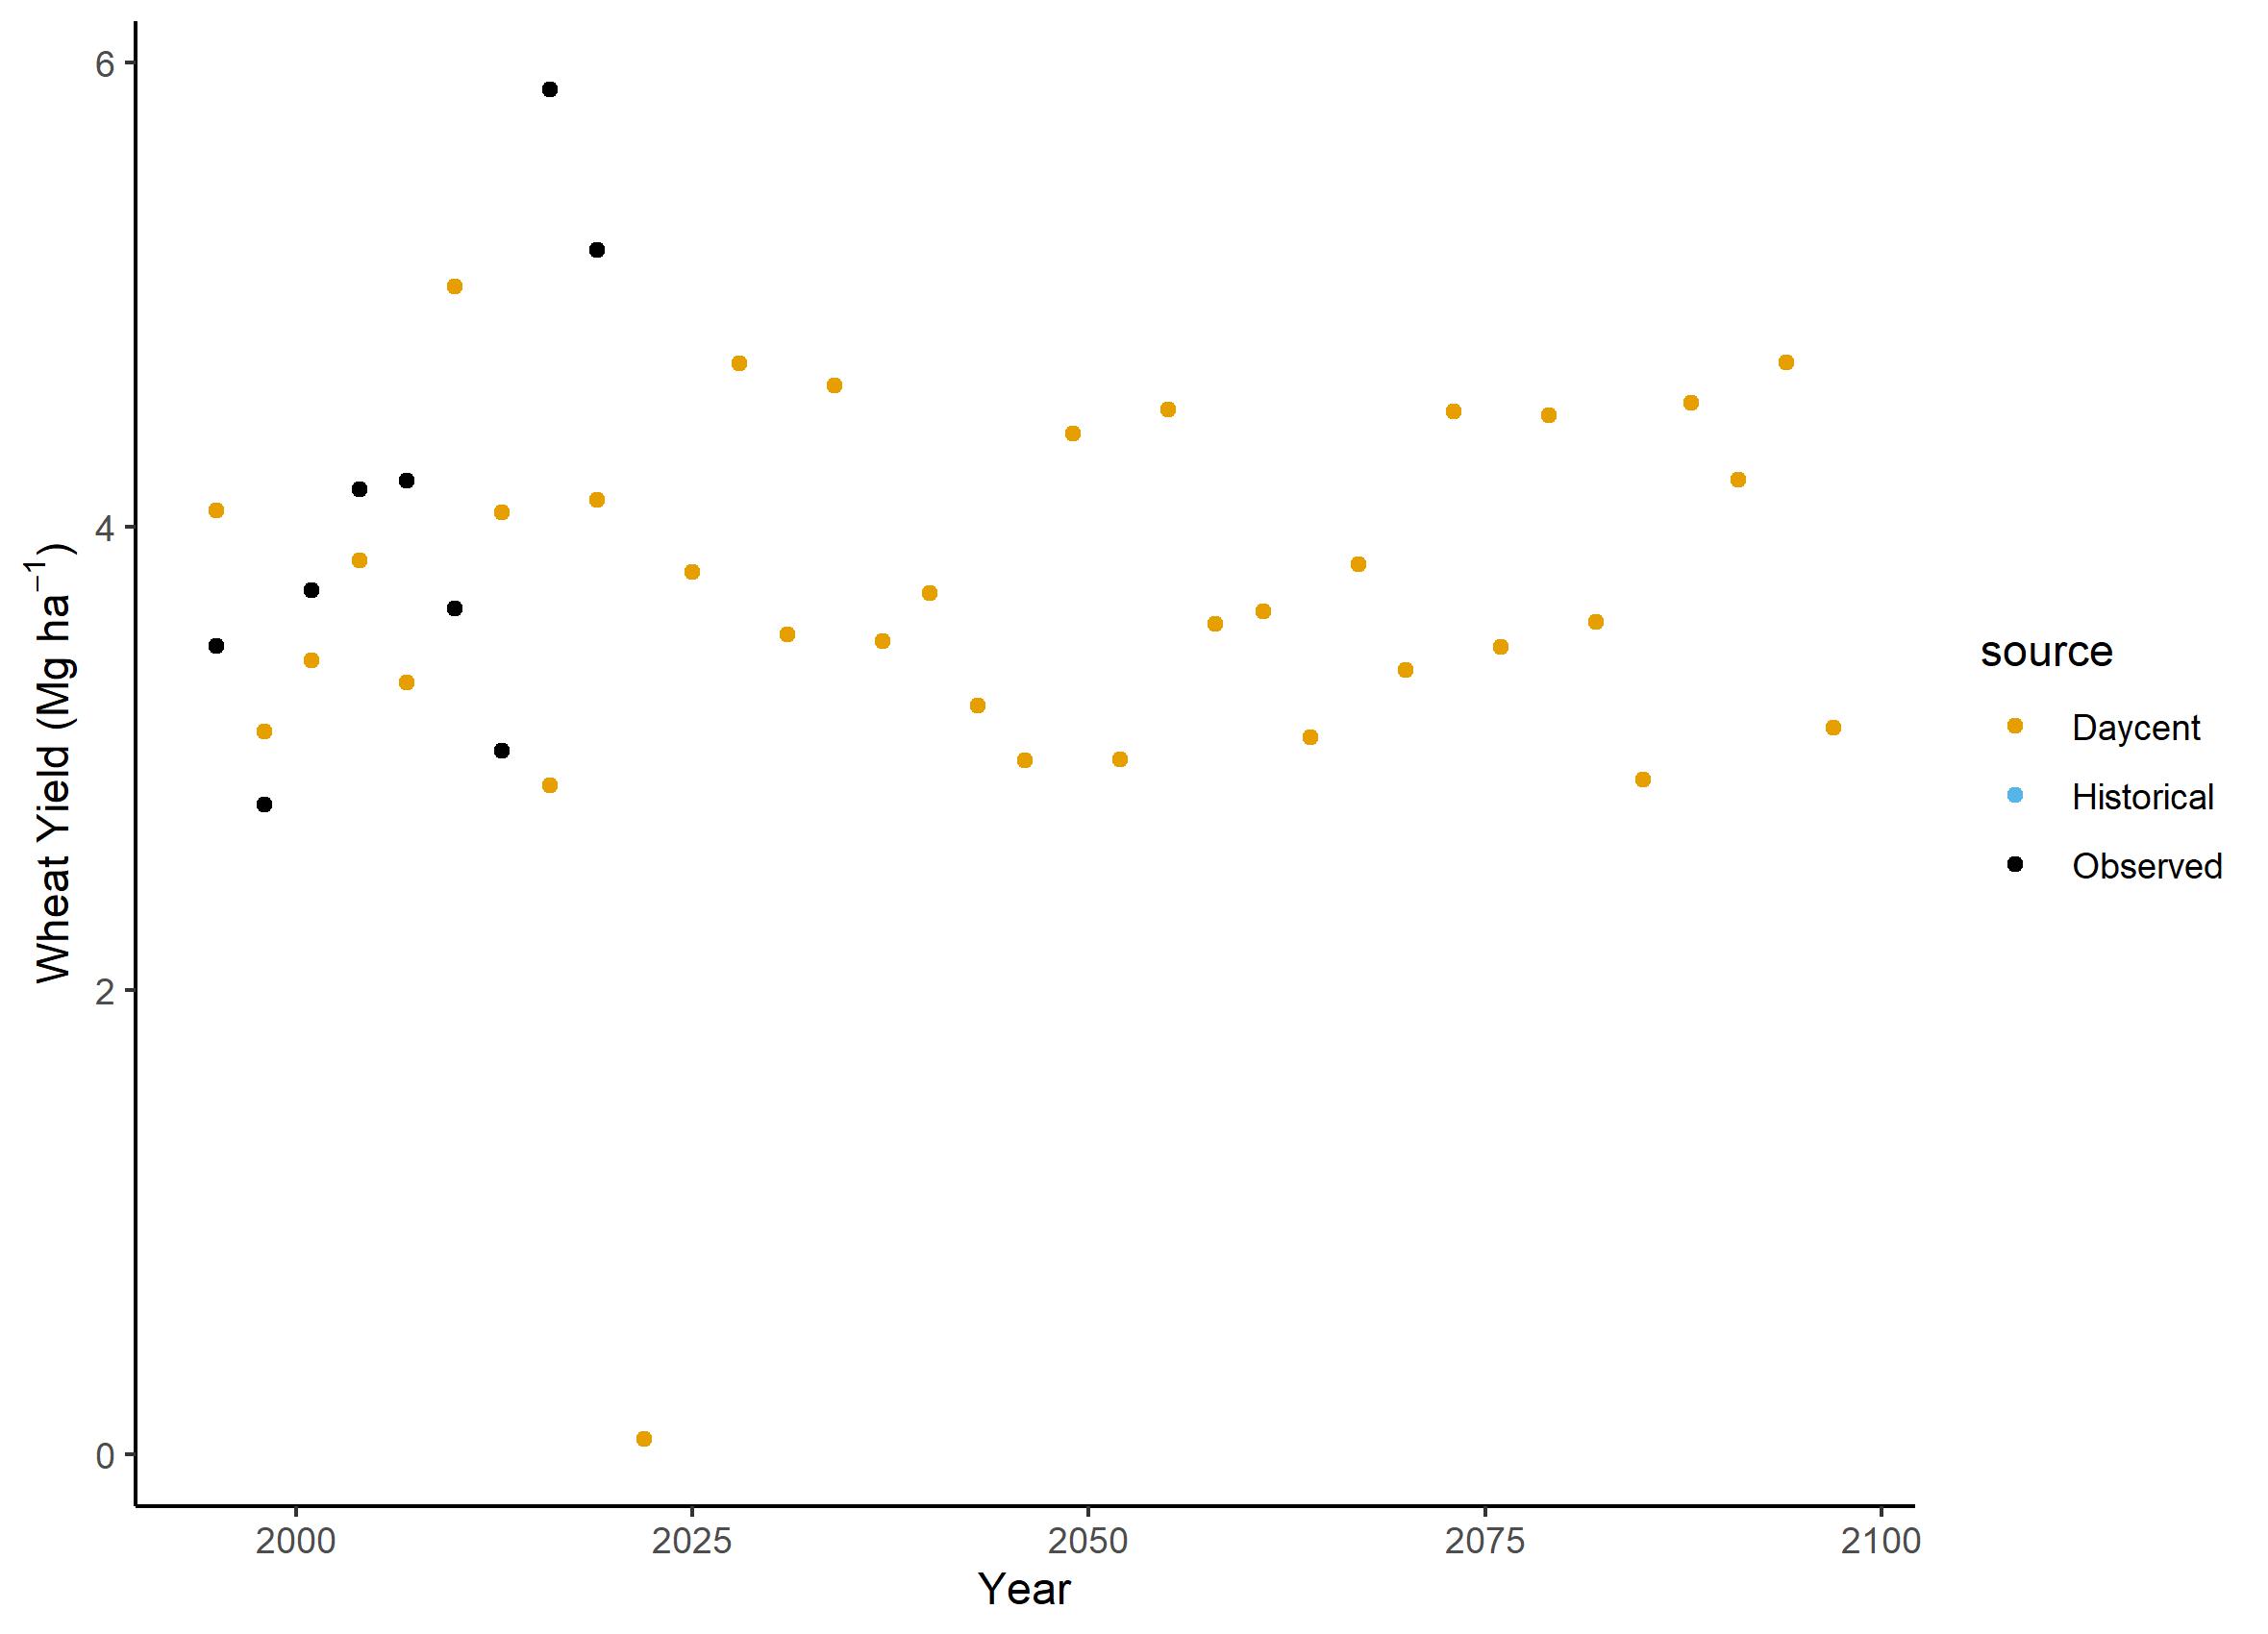 6
4
2
0
Wheat Yield (Mg ha⁻¹)
2000 2025 2050 2075 2100
Year
source
Daycent
Historical
Observed